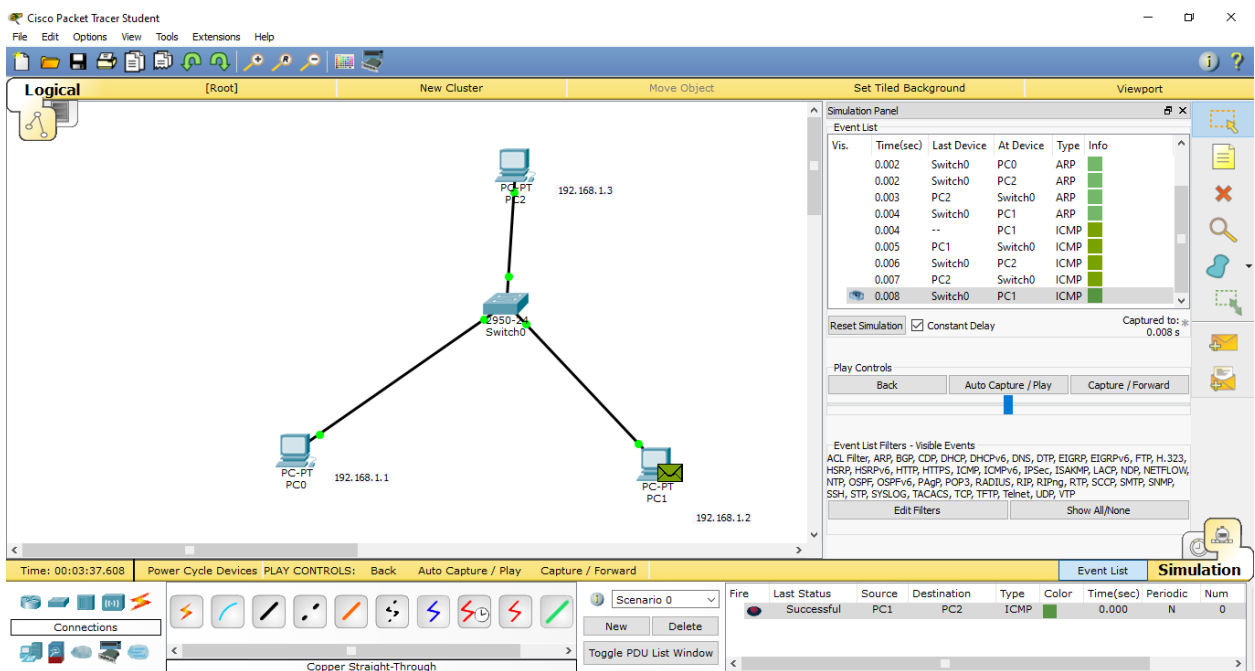 Cisco Packet Tracer Student
File Edit Options View Tools Extensions Help
Logical [Root] New Cluster Move Object Set Tiled Background Viewport
Simulation Panel
Event List
Vis. Time(sec) Last Device At Device Type Info
0.002 Switch0 PC0 ARP
0.002 Switch0 PC2 ARP
0.003 PC2 Switch0 ARP
0.004 Switch0 PC1 ARP
0.004 -- PC1 ICMP
0.005 PC1 Switch0 ICMP
0.006 Switch0 PC2 ICMP
0.007 PC2 Switch0 ICMP
0.008 Switch0 PC1 ICMP
Reset Simulation Constant Delay Captured to: *
0.008 s
Play Controls
Back Auto Capture / Play Capture / Forward
Event List Filters - Visible Events
ACL Filter, ARP, BGP, CDP, DHCP, DHCPv6, DNS, DTP, EIGRP, EIGRPv6, FTP, H.323,
HSRP, HSRPv6, HTTP, HTTPS, ICMP, ICMPv6, IPSec, ISAKMP, LACP, NDP, NETFLOW,
NTP, OSPF, OSPFv6, PAgP, POP3, RADIUS, RIP, RIPng, RTP, SCCP, SMTP, SNMP,
SSH, STP, SYSLOG, TACACS, TCP, TFTP, Telnet, UDP, VTP
Edit Filters Show All/None
PC-PT
PC2
192.168.1.3
2950-24
Switch0
PC-PT
PC0
192.168.1.1
PC-PT
PC1
192.168.1.2
Time: 00:03:37.608 Power Cycle Devices PLAY CONTROLS: Back Auto Capture / Play Capture / Forward Event List Simulation
Connections
Copper Straight-Through
Scenario 0
New Delete
Toggle PDU List Window
Fire Last Status Source Destination Type Color Time(sec) Periodic Num
Successful PC1 PC2 ICMP 0.000 N 0